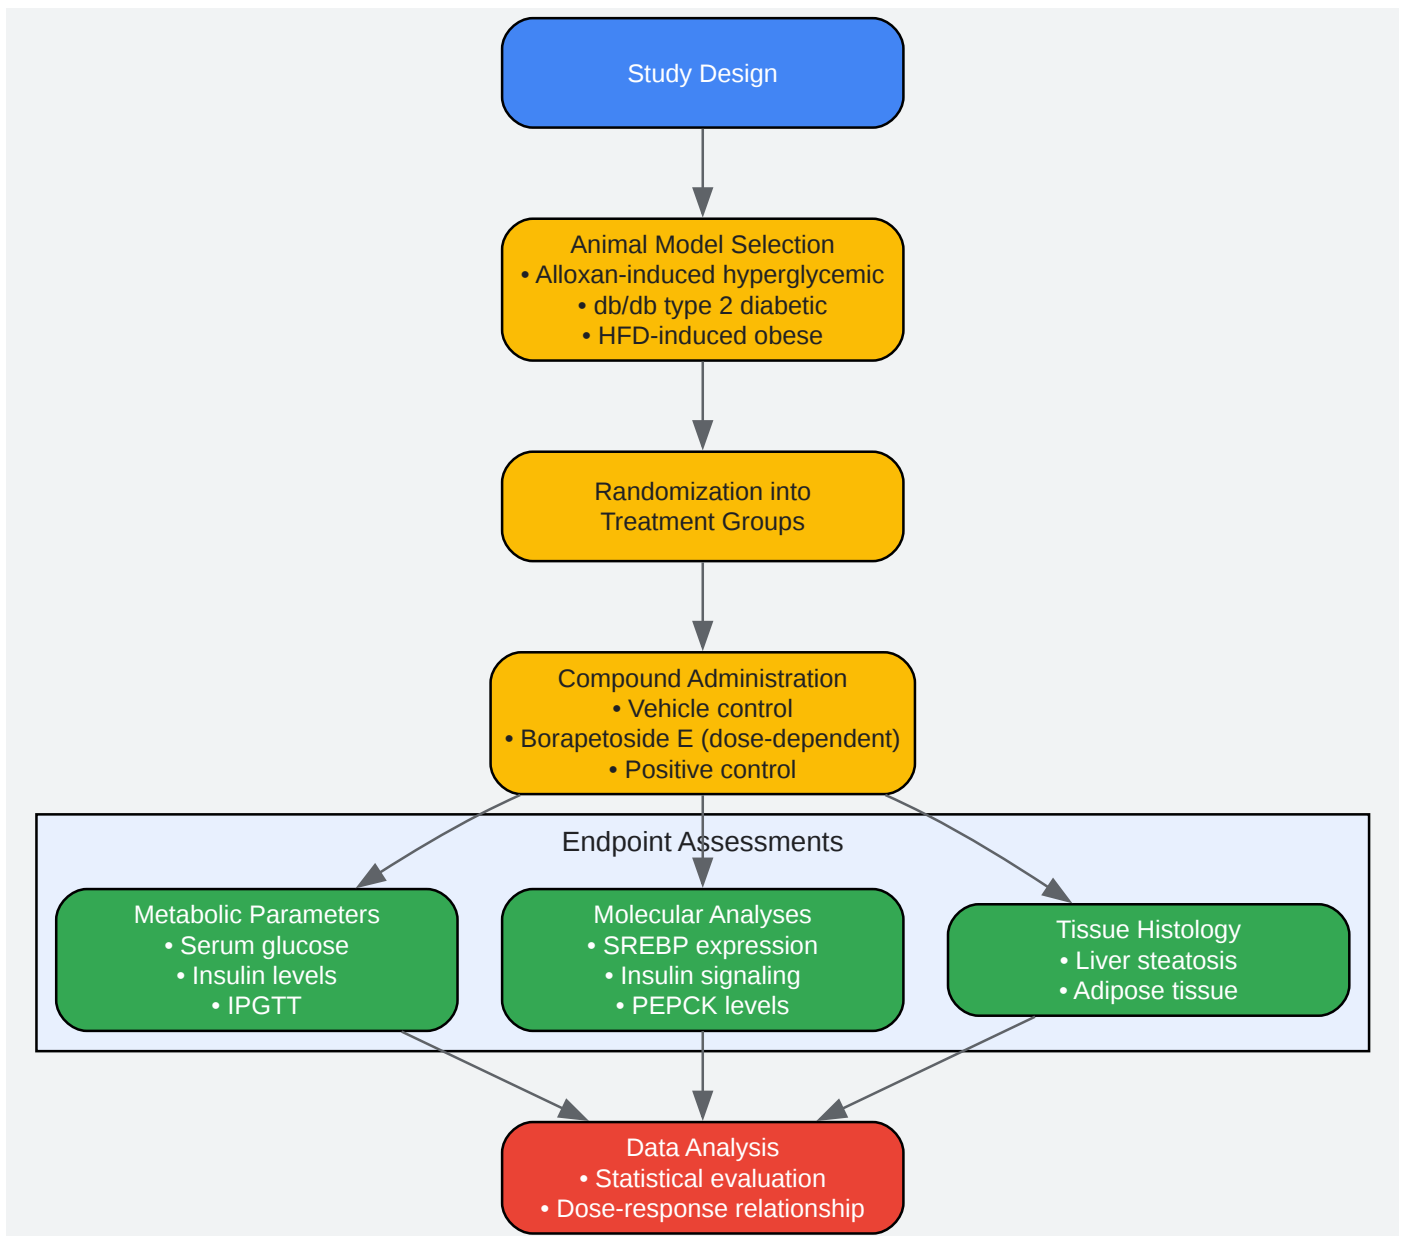 Study Design
Animal Model Selection
• Alloxan-induced hyperglycemic
• db/db type 2 diabetic
• HFD-induced obese
Randomization into
Treatment Groups
Compound Administration
• Vehicle control
• Borapetoside E (dose-dependent)
• Positive control
Endpoint Assessments
Metabolic Parameters
• Serum glucose
• Insulin levels
• IPGTT
Molecular Analyses
• SREBP expression
• Insulin signaling
• PEPCK levels
Tissue Histology
• Liver steatosis
• Adipose tissue
Data Analysis
• Statistical evaluation
• Dose-response relationship